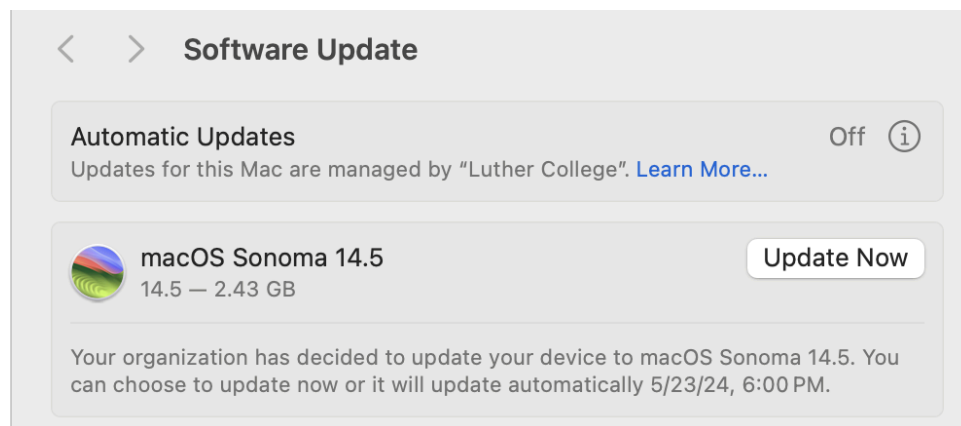 Software Update
Automatic Updates
Off
Updates for this Mac are managed by “Luther College”. Learn More...
macOS Sonoma 14.5
Update Now
14.5 — 2.43 GB
Your organization has decided to update your device to macOS Sonoma 14.5. You
can choose to update now or it will update automatically 5/23/24, 6:00 PM.